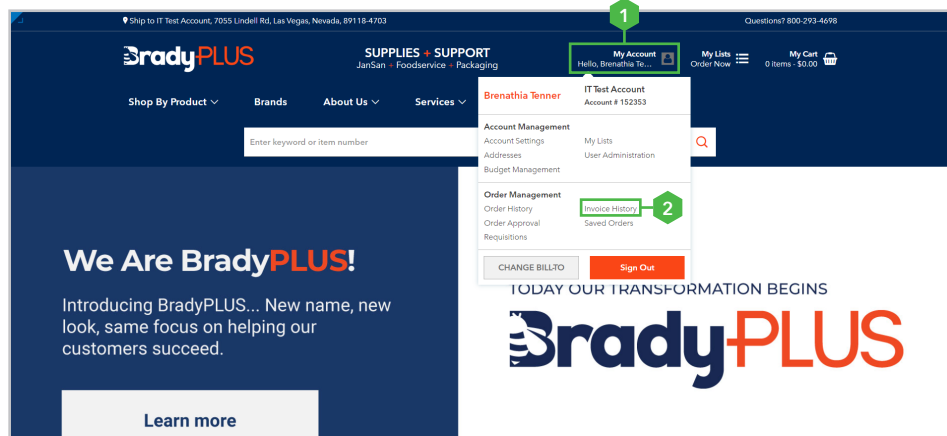 Ship to IT Test Account, 7055 Lindell Rd, Las Vegas, Nevada, 89118-4703
Questions? 800-293-4698
1
BradyPLUS
SUPPLIES + SUPPORT
JanSan + Foodservice + Packaging
My Account
Hello, Brenathia Te...
My Lists
Order Now
My Cart
0 items - $0.00
Shop By Product
Brands
About Us
Services
Enter keyword or item number
Brenathia Tenner
IT Test Account
Account # 152353
Account Management
Account Settings
My Lists
Addresses
User Administration
Budget Management
Order Management
Order History
Invoice History
2
Order Approval
Saved Orders
Requisitions
CHANGE BILL-TO
Sign Out
We Are BradyPLUS!
Introducing BradyPLUS... New name, new
look, same focus on helping our
customers succeed.
Learn more
TODAY OUR TRANSFORMATION BEGINS
BradyPLUS